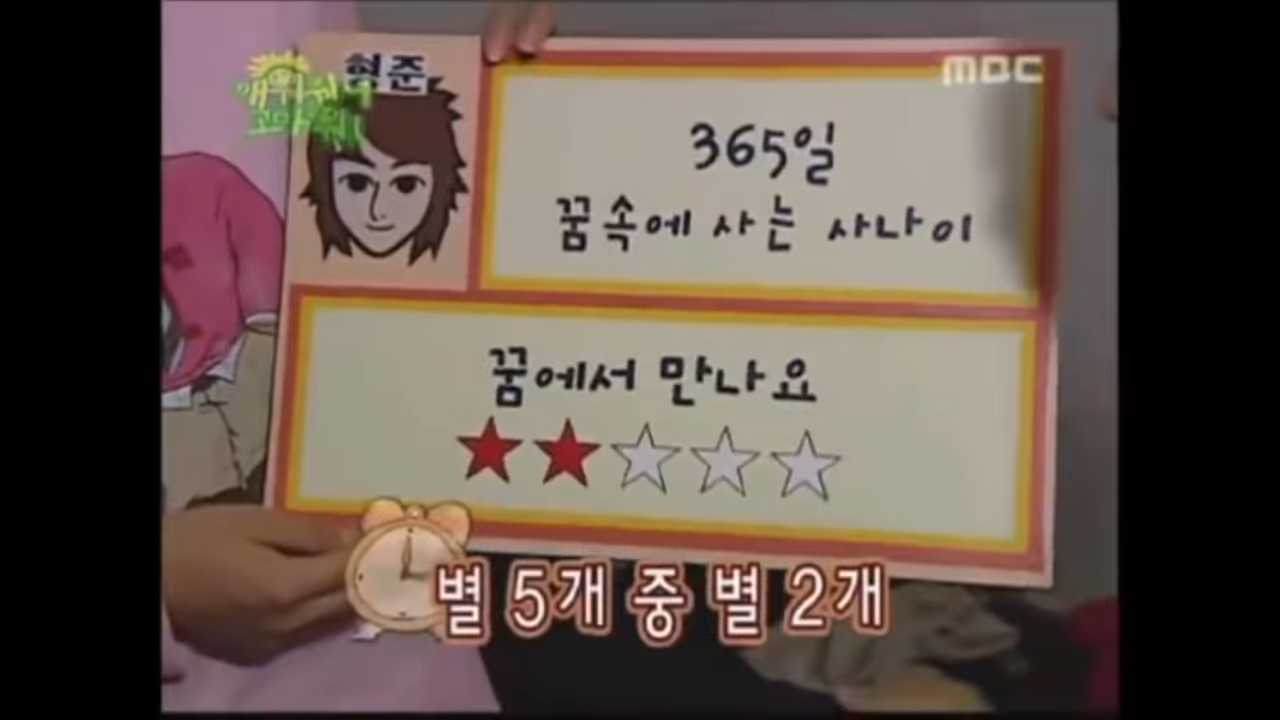 형준
MBC
365일
꿈속에 사는 사나이
꿈에서 만나요
별 5개 중 별 2개